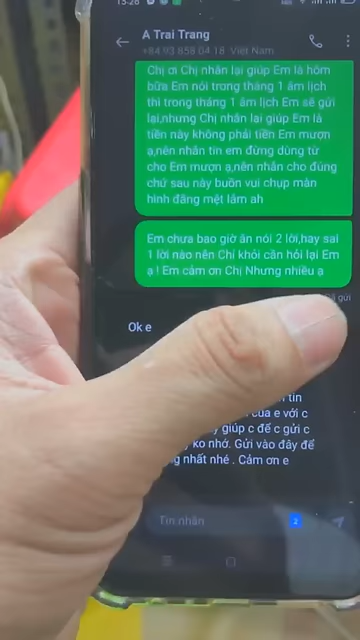 15:28
A Trai Trang
+84 93 858 04 18 Việt Nam
Chị ơi Chị nhắn lại giúp Em là hôm
bữa Em nói trong tháng 1 âm lịch
thì trong tháng 1 âm lịch Em sẽ gửi
lại,nhưng Chị nhắn lại giúp Em là
tiền này không phải tiền Em mượn
ạ,nên nhắn tin em đừng dùng từ
cho Em mượn ạ,nên nhắn cho đúng
chứ sau này buồn vui chụp màn
hình đăng mệt lắm ah
Em chưa bao giờ ăn nói 2 lời,hay sai
1 lời nào nên Chị khỏi cần hỏi lại Em
ạ ! Em cảm ơn Chị Nhưng nhiều ạ
gửi
Ok e
tin
của e với c
giúp c để c gửi c
ko nhớ. Gửi vào đây để
nhất nhé . Cảm ơn e
Tin nhắn
2